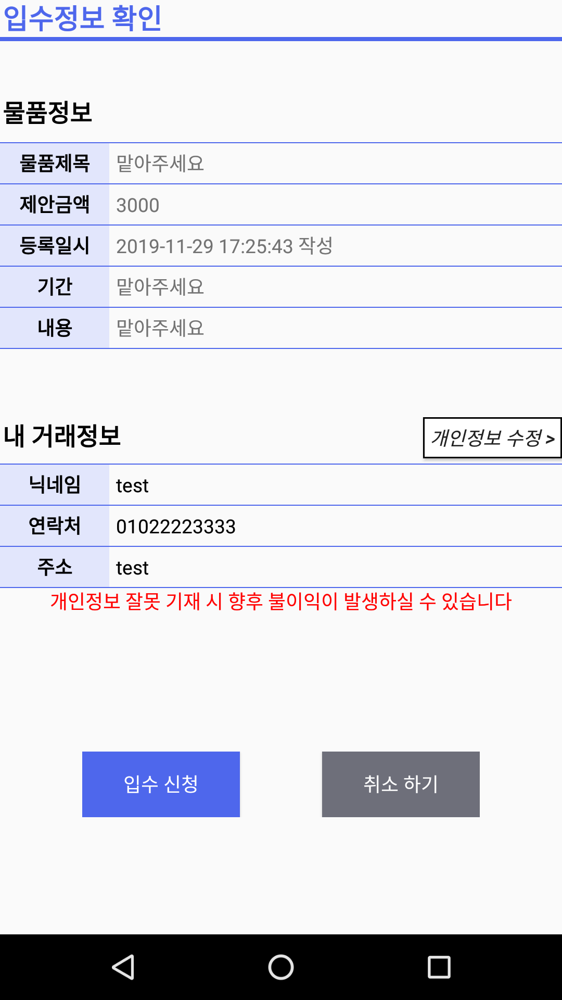 입수정보 확인
물품정보
물품제목 맡아주세요
제안금액 3000
등록일시 2019-11-29 17:25:43 작성
기간 맡아주세요
내용 맡아주세요
내 거래정보 개인정보 수정 >
닉네임 test
연락처 01022223333
주소 test
개인정보 잘못 기재 시 향후 불이익이 발생하실 수 있습니다
입수 신청 취소 하기